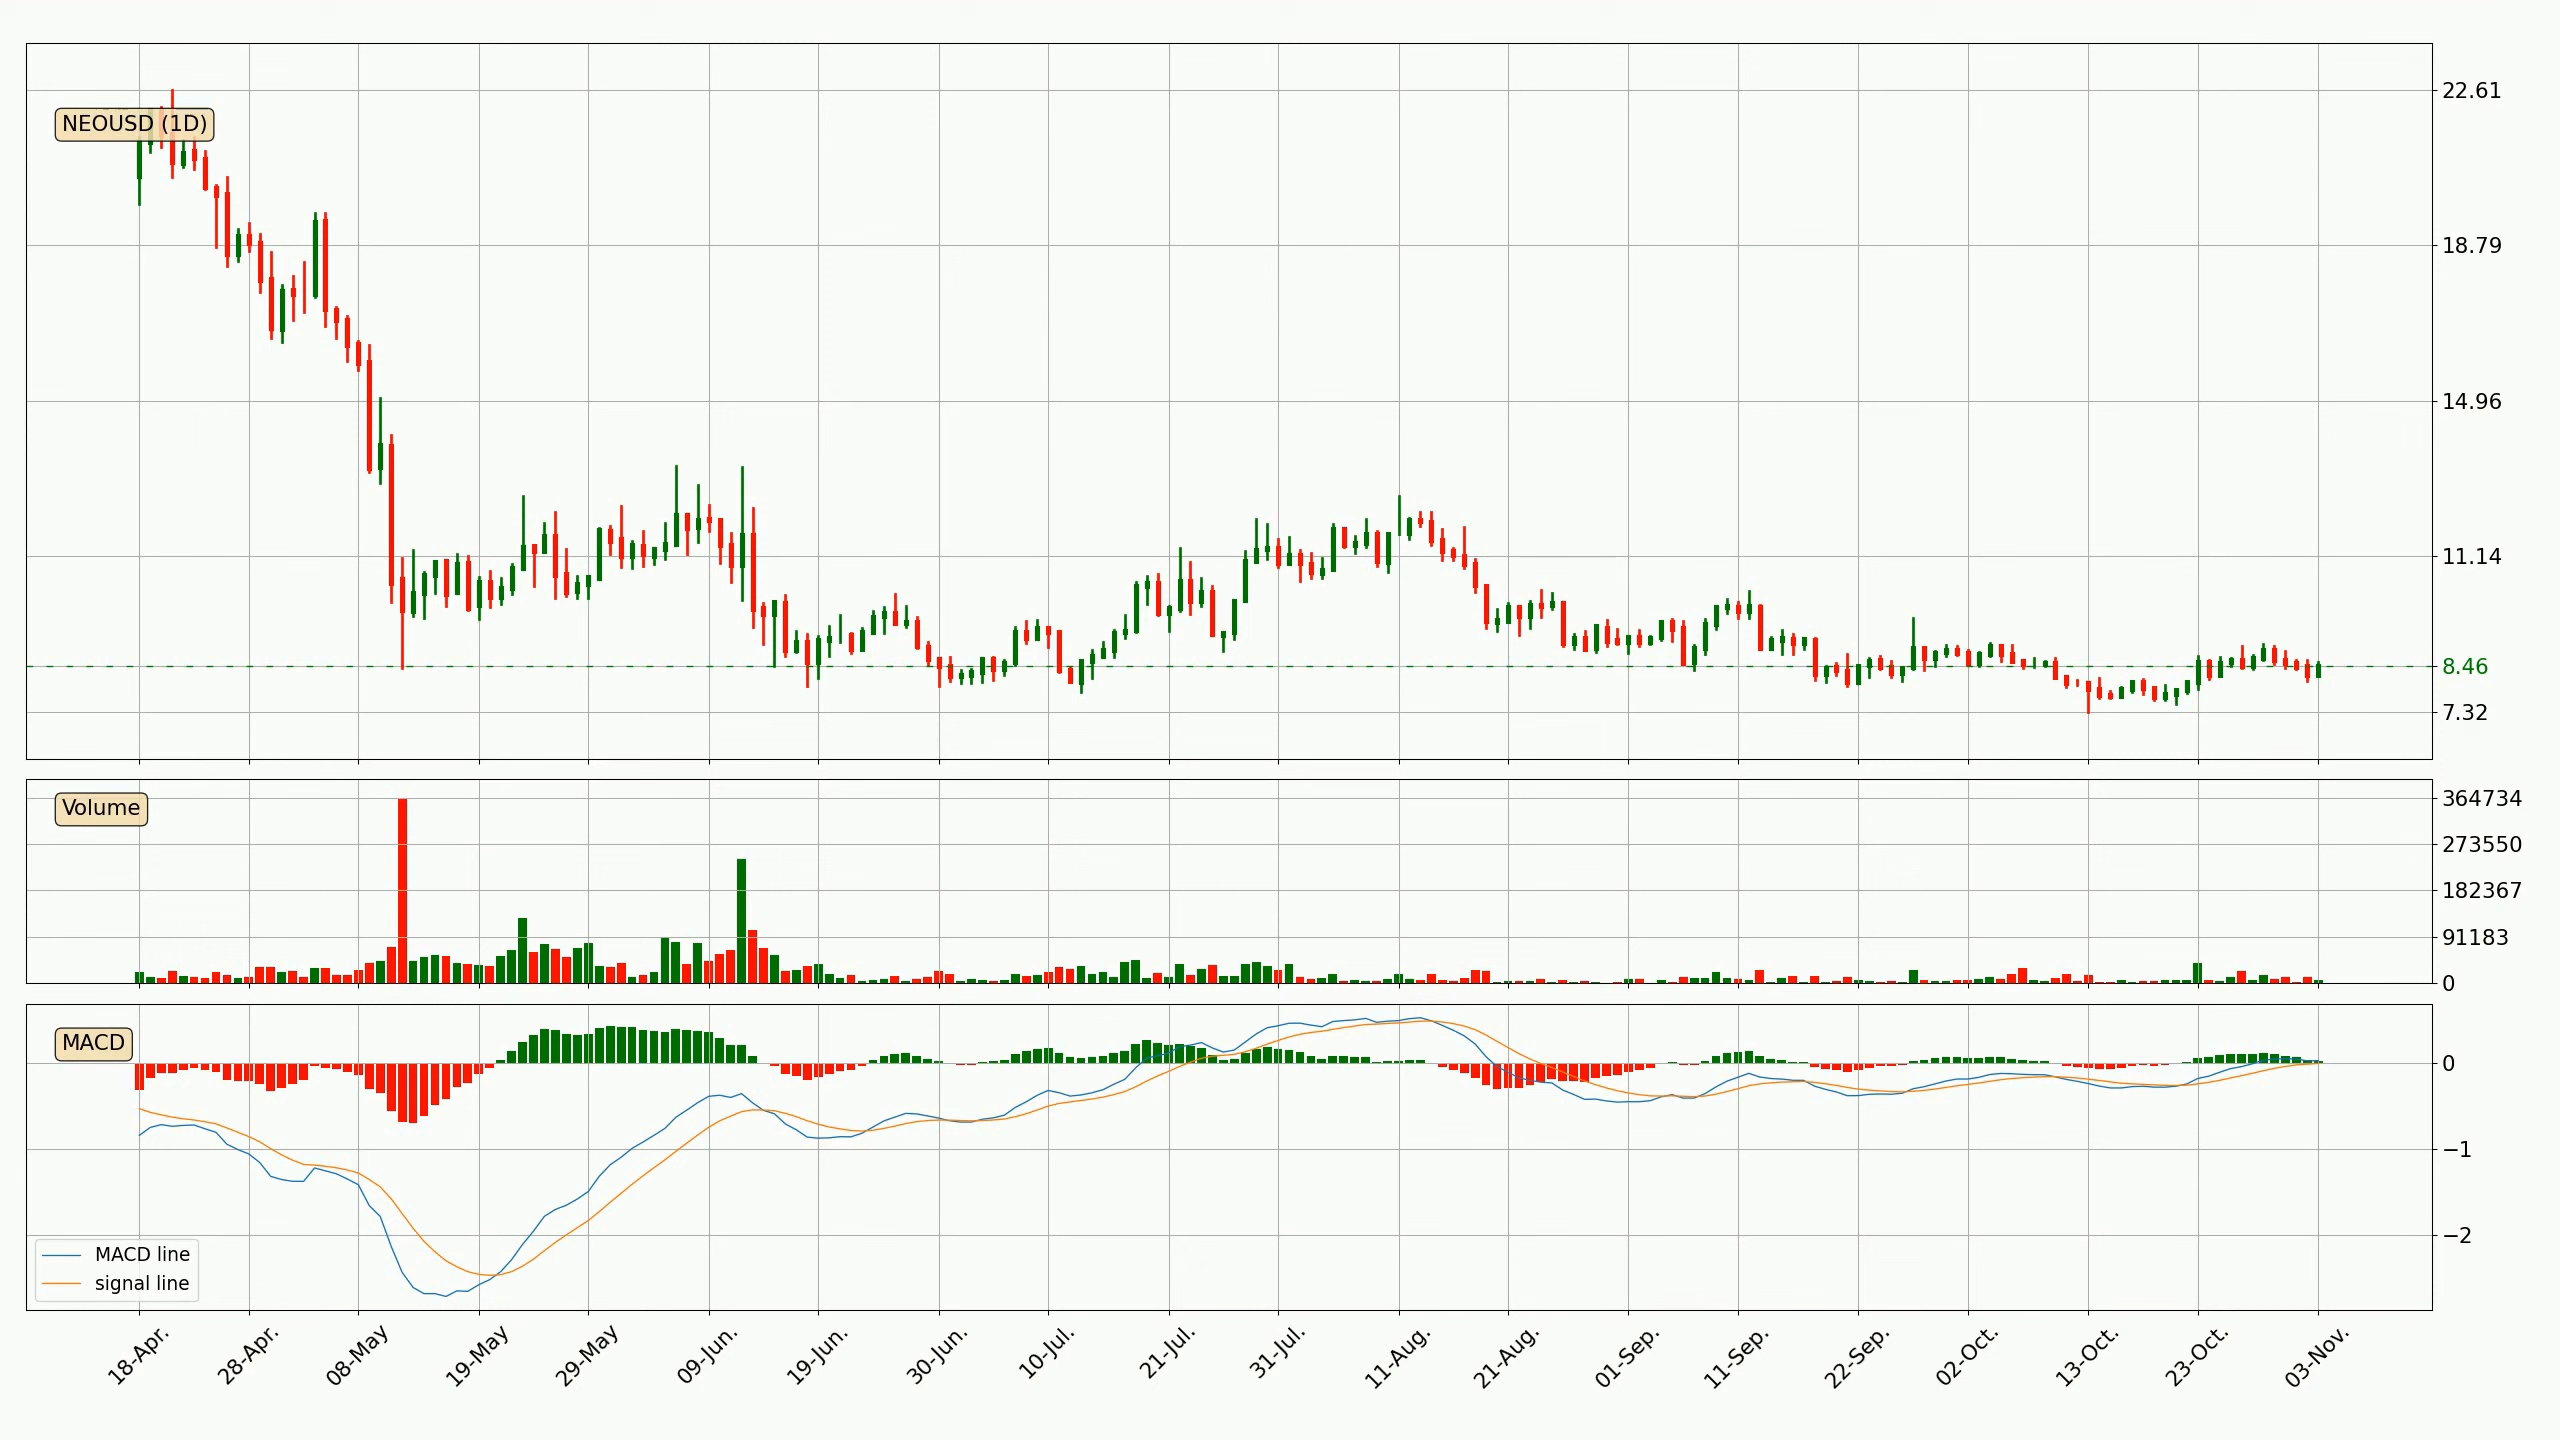 22.61
NEOUSD (1D)
18.79
14.96
11.14
8.46
7.32
Volume
364734
273550
182367
91183
0
MACD
0
−1
−2
MACD line
signal line
18-Apr.
28-Apr.
08-May
19-May
29-May
09-Jun.
19-Jun.
30-Jun.
10-Jul.
21-Jul.
31-Jul.
11-Aug.
21-Aug.
01-Sep.
11-Sep.
22-Sep.
02-Oct.
13-Oct.
23-Oct.
03-Nov.